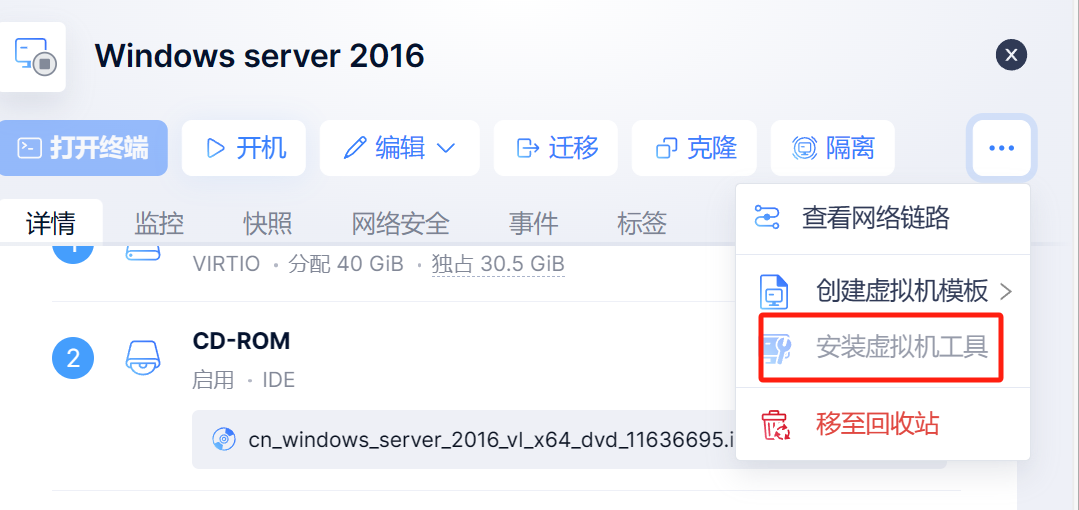 Windows server 2016
打开终端 开机 编辑 迁移 克隆 隔离
详情 监控 快照 网络安全 事件 标签
查看网络链路
1
VIRTIO · 分配 40 GiB · 独占 30.5 GiB
创建虚拟机模板
安装虚拟机工具
移至回收站
2
CD-ROM
启用 · IDE
cn_windows_server_2016_vl_x64_dvd_11636695.i